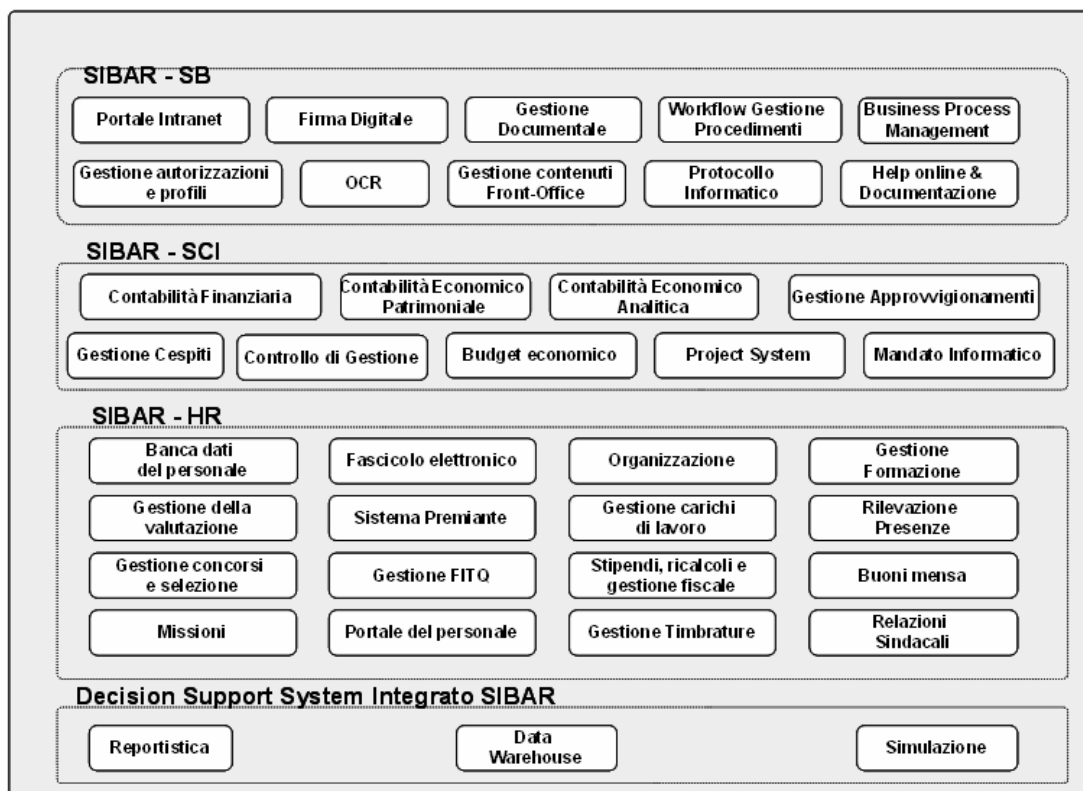 SIBAR - SB
Portale Intranet
Firma Digitale
Gestione
Documentale
Workflow Gestione
Procedimenti
Business Process
Management
Gestione autorizzazioni
e profili
OCR
Gestione contenuti
Front-Office
Protocollo
Informatico
Help online &
Documentazione
SIBAR - SCI
Contabilità Finanziaria
Contabilità Economico
Patrimoniale
Contabilità Economico
Analitica
Gestione Approvvigionamenti
Gestione Cespiti
Controllo di Gestione
Budget economico
Project System
Mandato Informatico
SIBAR - HR
Banca dati
del personale
Fascicolo elettronico
Organizzazione
Gestione
Formazione
Gestione della
valutazione
Sistema Premiante
Gestione carichi
di lavoro
Rilevazione
Presenze
Gestione concorsi
e selezione
Gestione FITQ
Stipendi, ricalcoli e
gestione fiscale
Buoni mensa
Missioni
Portale del personale
Gestione Timbrature
Relazioni
Sindacali
Decision Support System Integrato SIBAR
Reportistica
Data
Warehouse
Simulazione